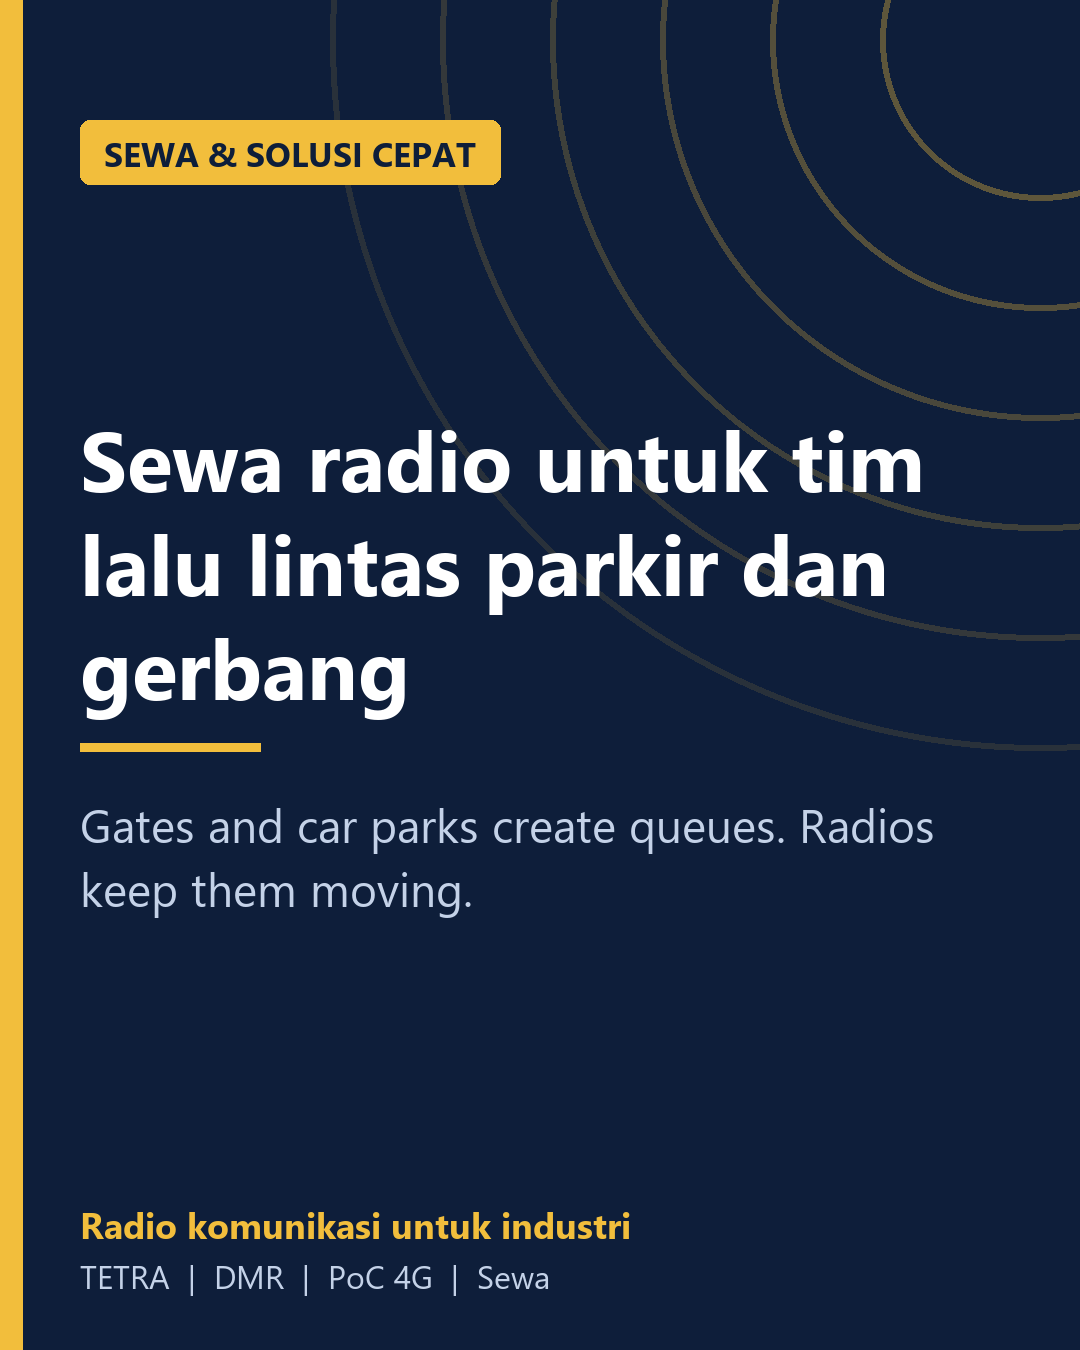 SEWA & SOLUSI CEPAT
Sewa radio untuk tim
lalu lintas parkir dan
gerbang
Gates and car parks create queues. Radios
keep them moving.
Radio komunikasi untuk industri
TETRA | DMR | PoC 4G | Sewa